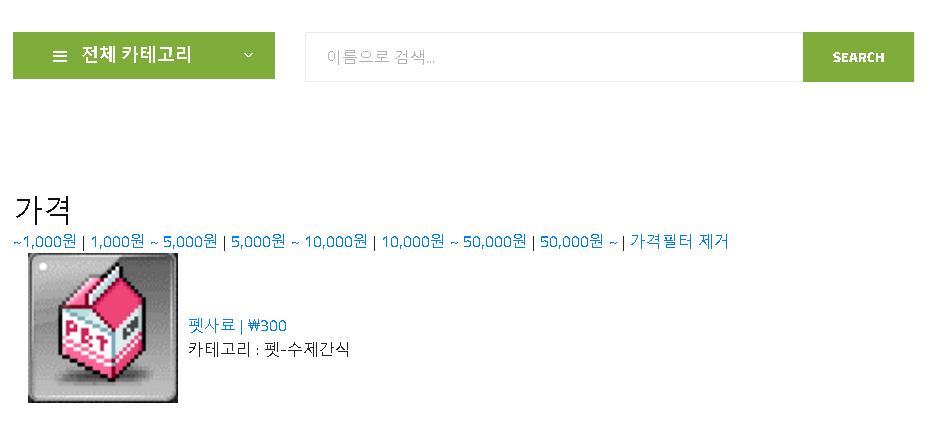 전체 카테고리
이름으로 검색...
SEARCH
가격
~1,000원 | 1,000원 ~ 5,000원 | 5,000원 ~ 10,000원 | 10,000원 ~ 50,000원 | 50,000원 ~ | 가격필터 제거
PET
펫사료 | ₩300
카테고리 : 펫-수제간식